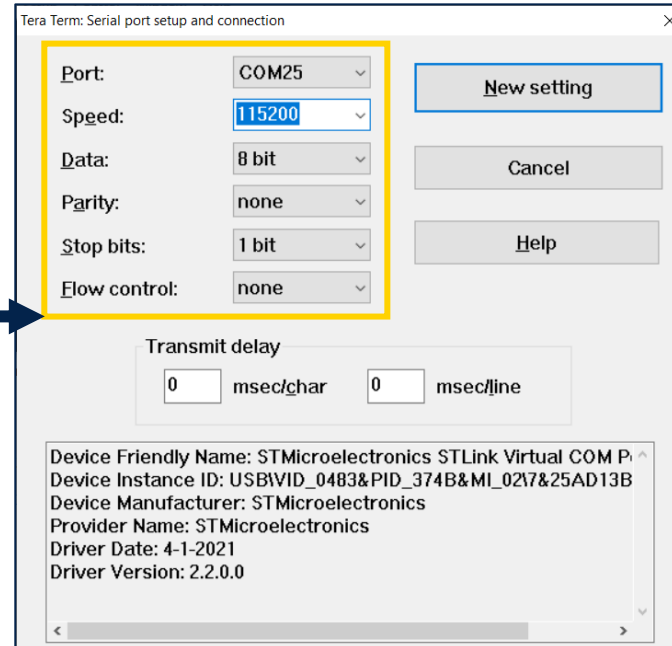 Tera Term: Serial port setup and connection
Port: COM25
New setting
Speed: 115200
Data: 8 bit
Cancel
Parity: none
Stop bits: 1 bit
Help
Flow control: none
Transmit delay
0 msec/char 0 msec/line
Device Friendly Name: STMicroelectronics STLink Virtual COM
Device Instance ID: USB\VID_0483&PID_374B&MI_02\7&25AD13B
Device Manufacturer: STMicroelectronics
Provider Name: STMicroelectronics
Driver Date: 4-1-2021
Driver Version: 2.2.0.0